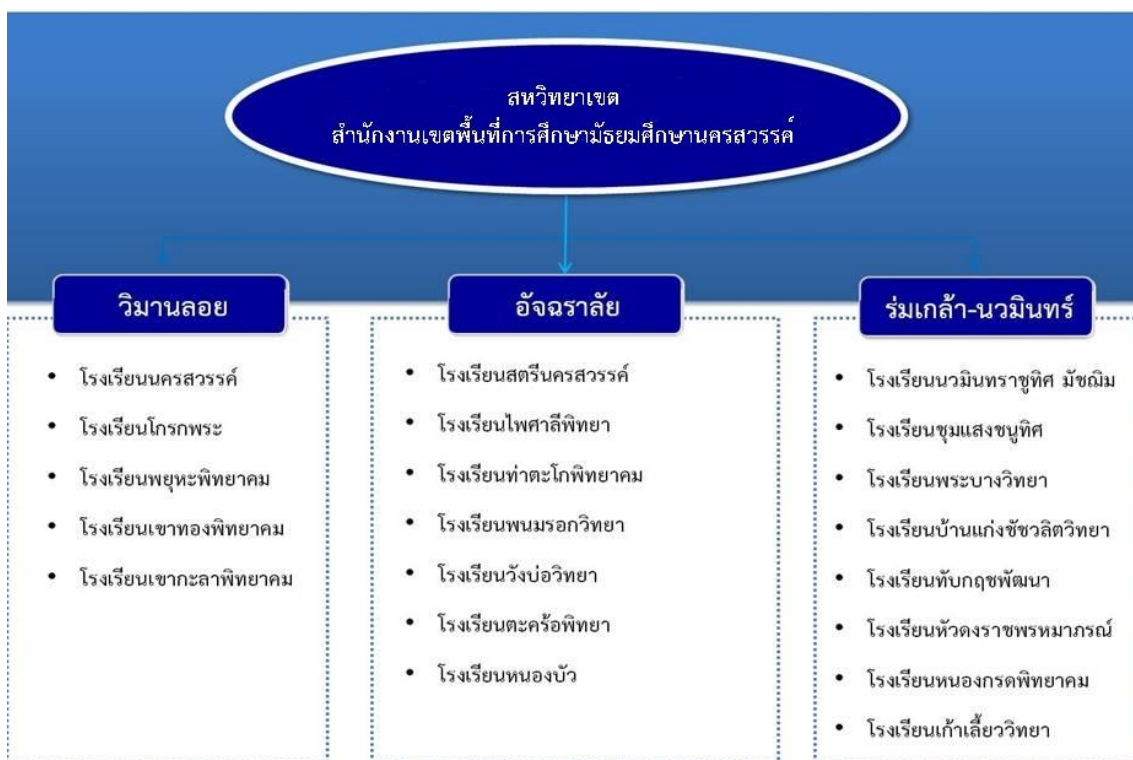 สหวิทยาเขต
สำนักงานเขตพื้นที่การศึกษามัธยมศึกษานครสวรรค์
วิมานลอย
โรงเรียนนครสวรรค์
โรงเรียนโกรกพระ
โรงเรียนพยุหะพิทยาคม
โรงเรียนเขาทองพิทยาคม
โรงเรียนเขากะลาพิทยาคม
อัจฉราลัย
โรงเรียนสตรีนครสวรรค์
โรงเรียนไพศาลีพิทยา
โรงเรียนท่าตะโกพิทยาคม
โรงเรียนพนมรอกวิทยา
โรงเรียนวังบ่อวิทยา
โรงเรียนตะคร้อพิทยา
โรงเรียนหนองบัว
ร่มเกล้า-นวมินทร์
โรงเรียนนวมินทราชูทิศ มัชฌิม
โรงเรียนชุมแสงชนูทิศ
โรงเรียนพระบางวิทยา
โรงเรียนบ้านแก่งชัชวลิตวิทยา
โรงเรียนทับกฤชพัฒนา
โรงเรียนหัวดงราชพรหมาภรณ์
โรงเรียนหนองกรดพิทยาคม
โรงเรียนเก้าเลี้ยววิทยา